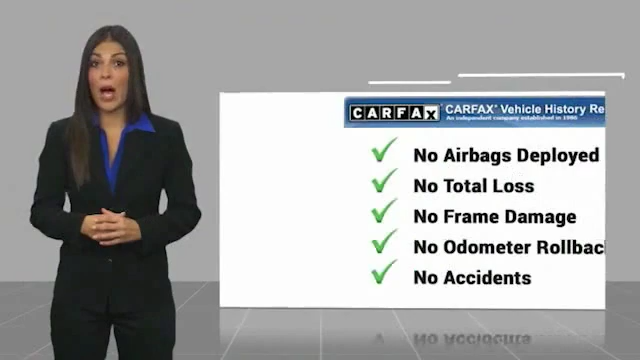 CARFAX CARFAX Vehicle History Re
An independent company established in 1986
No Airbags Deployed
No Total Loss
No Frame Damage
No Odometer Rollbac
No Accidents